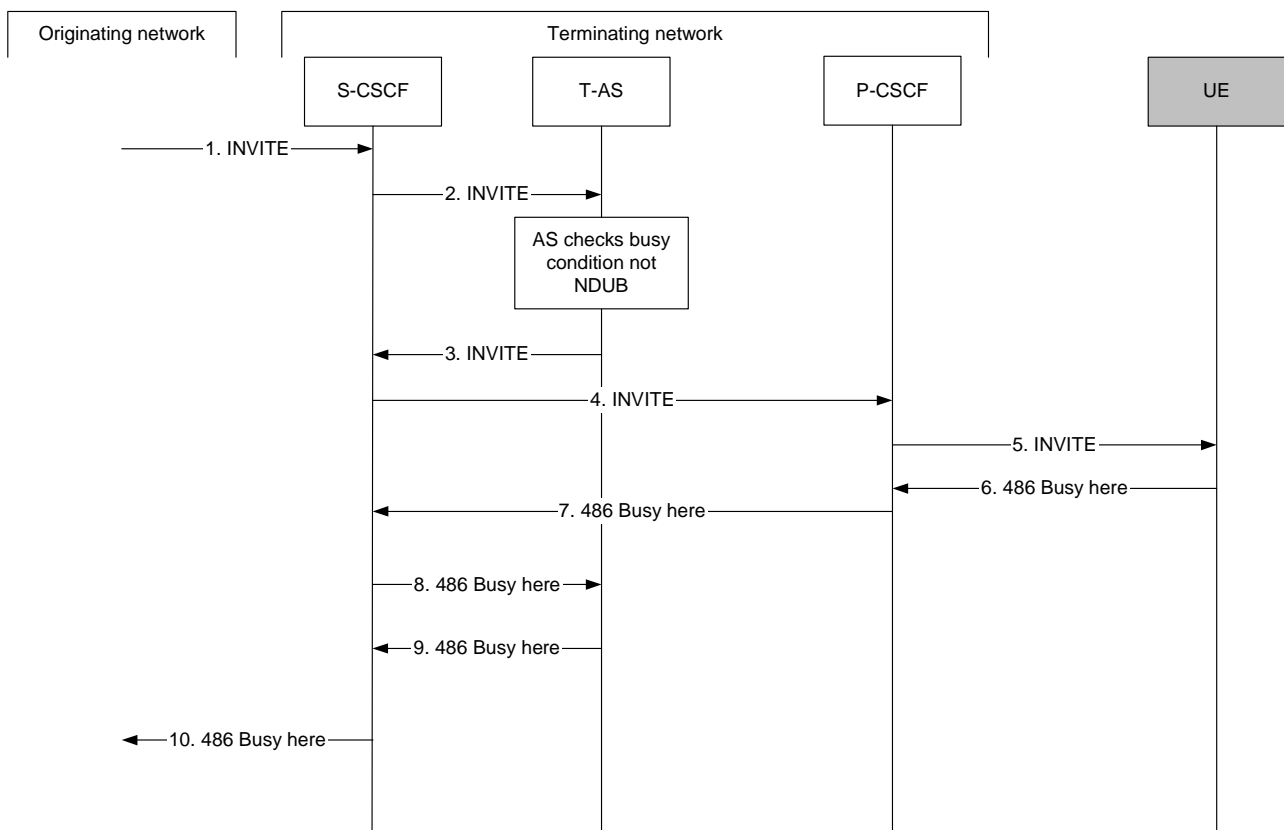 Originating network
Terminating network
S-CSCF
T-AS
P-CSCF
UE
1. INVITE
2. INVITE
AS checks busy
condition not
NDUB
3. INVITE
4. INVITE
5. INVITE
6. 486 Busy here
7. 486 Busy here
8. 486 Busy here
9. 486 Busy here
10. 486 Busy here